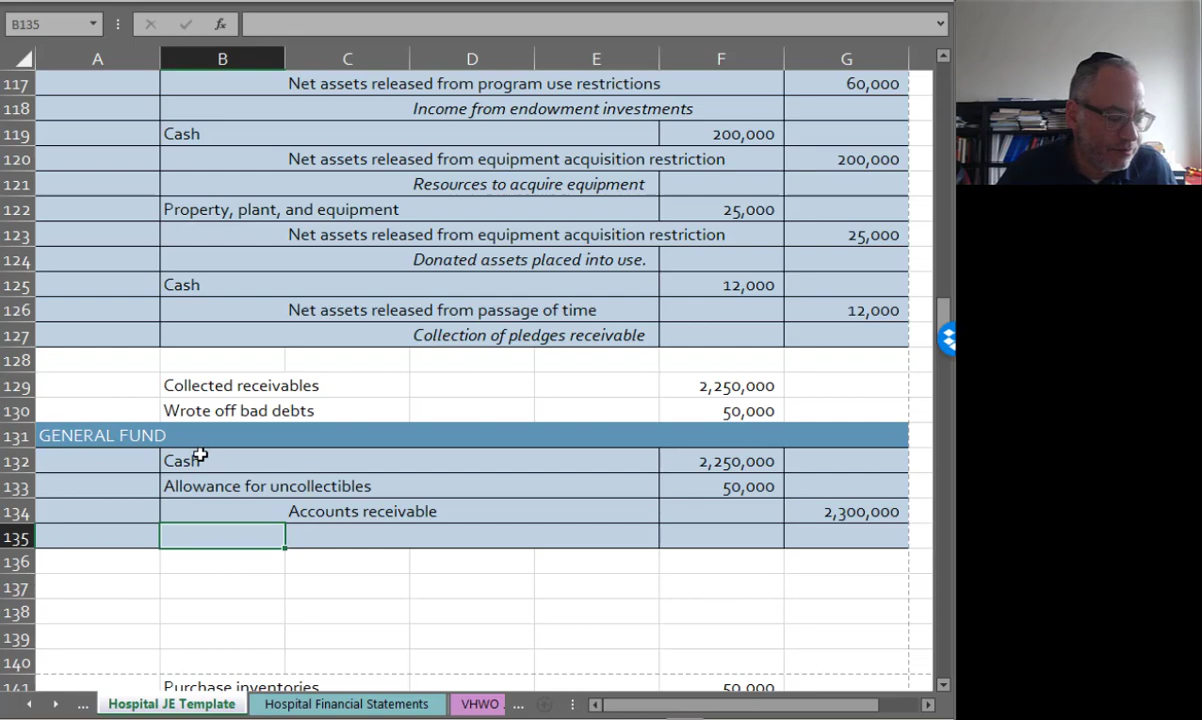 B135
fx
A B C D E F G
117 Net assets released from program use restrictions 60,000
118 Income from endowment investments
119 Cash 200,000
120 Net assets released from equipment acquisition restriction 200,000
121 Resources to acquire equipment
122 Property, plant, and equipment 25,000
123 Net assets released from equipment acquisition restriction 25,000
124 Donated assets placed into use.
125 Cash 12,000
126 Net assets released from passage of time 12,000
127 Collection of pledges receivable
128
129 Collected receivables 2,250,000
130 Wrote off bad debts 50,000
131 GENERAL FUND
132 Cash 2,250,000
133 Allowance for uncollectibles 50,000
134 Accounts receivable 2,300,000
135
136
137
138
139
140
141 Purchase inventories 50,000
... Hospital JE Template Hospital Financial Statements VHWO ...